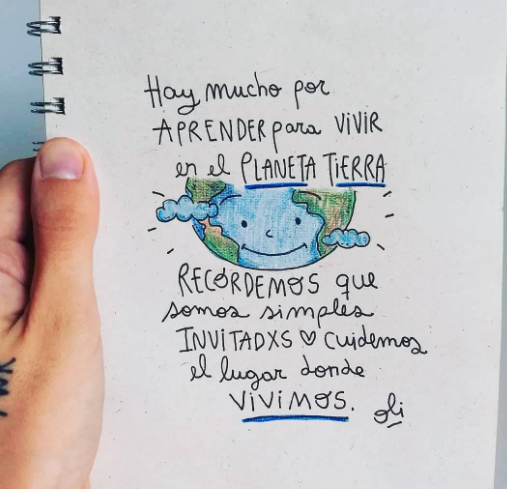 Hay mucho por
APRENDER para VIVIR
en el PLANETA TIERRA
RECORDEMOS que
somos simples
INVITADXS ♡ cuidemos
el lugar donde
VIVIMOS.
oli